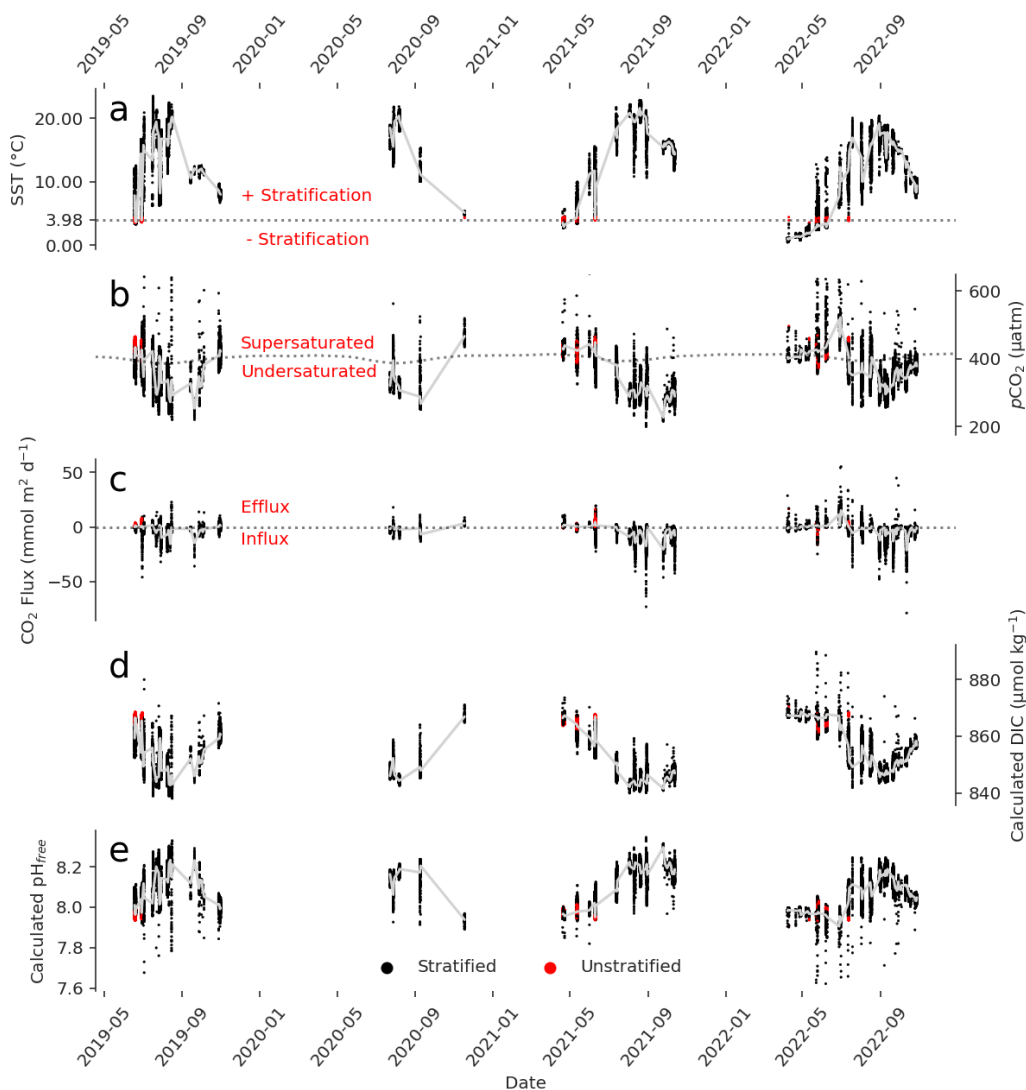 2019-05 2019-09 2020-01 2020-05 2020-09 2021-01 2021-05 2021-09 2022-01 2022-05 2022-09
a
SST (°C)
20.00
10.00
3.98
0.00
+ Stratification
- Stratification
b
Supersaturated
Undersaturated
600
400
200
pCO₂ (μatm)
c
CO₂ Flux (mmol m² d⁻¹)
50
0
−50
Efflux
Influx
d
880
860
840
Calculated DIC (μmol kg⁻¹)
e
Calculated pH_free
8.2
8.0
7.8
7.6
Stratified Unstratified
2019-05 2019-09 2020-01 2020-05 2020-09 2021-01 2021-05 2021-09 2022-01 2022-05 2022-09
Date